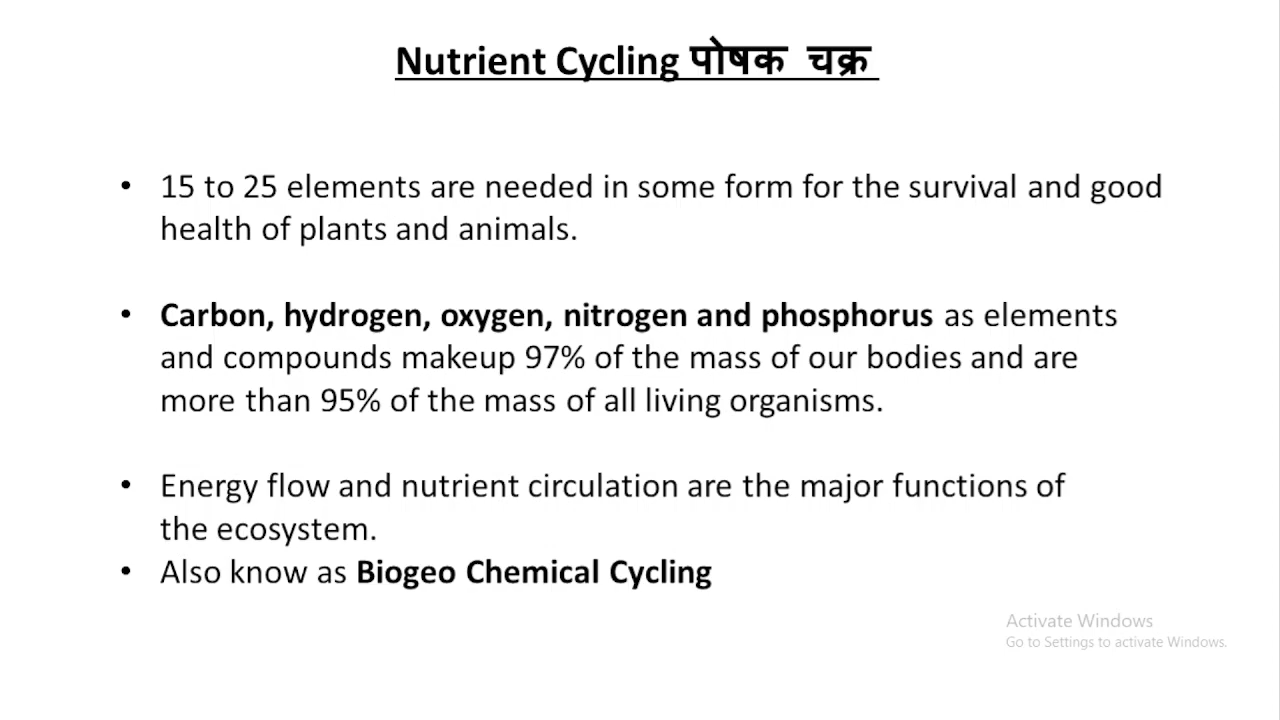 Nutrient Cycling पोषक चक्र
• 15 to 25 elements are needed in some form for the survival and good
health of plants and animals.
• Carbon, hydrogen, oxygen, nitrogen and phosphorus as elements
and compounds makeup 97% of the mass of our bodies and are
more than 95% of the mass of all living organisms.
• Energy flow and nutrient circulation are the major functions of
the ecosystem.
• Also know as Biogeo Chemical Cycling
Activate Windows
Go to Settings to activate Windows.